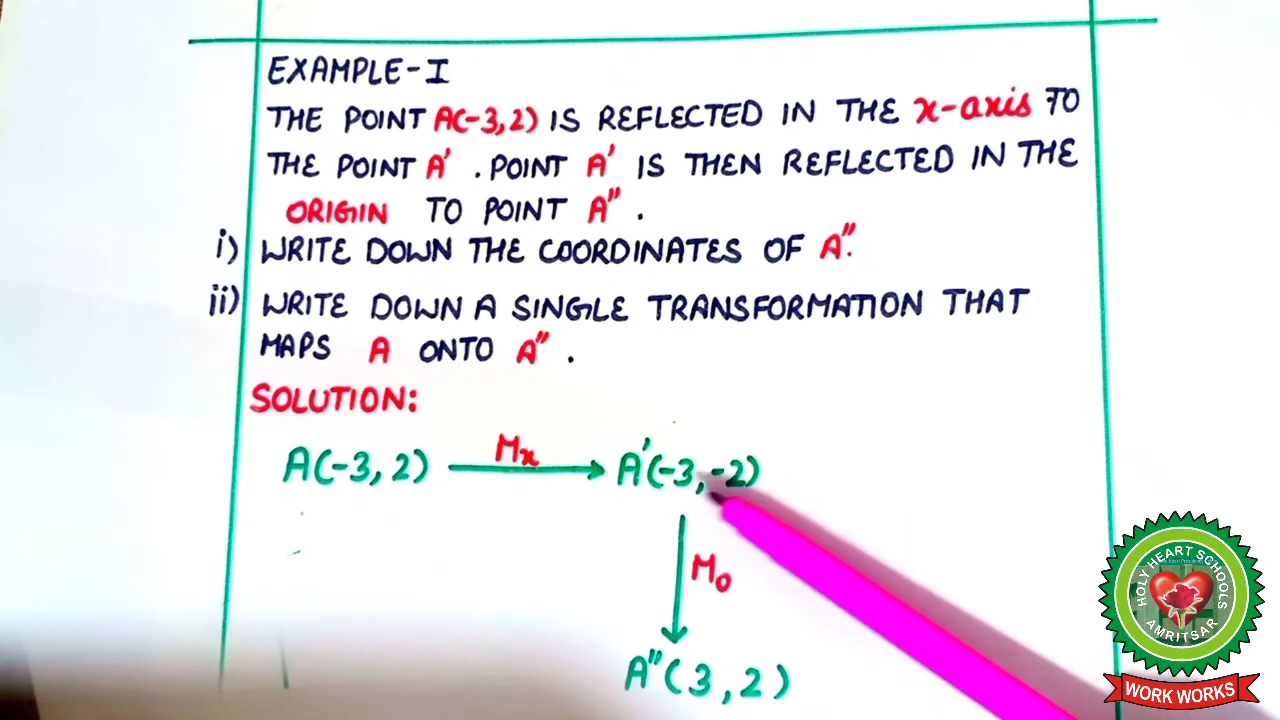 EXAMPLE-I
THE POINT A(-3,2) IS REFLECTED IN THE x-axis TO
THE POINT A' . POINT A' IS THEN REFLECTED IN THE
ORIGIN TO POINT A" .
i) WRITE DOWN THE COORDINATES OF A".
ii) WRITE DOWN A SINGLE TRANSFORMATION THAT
MAPS A ONTO A" .
SOLUTION:
A(-3, 2) Mx A'(-3, -2)
M0
A"(3, 2)
HOLY HEART SCHOOLS
AMRITSAR
WORK WORKS